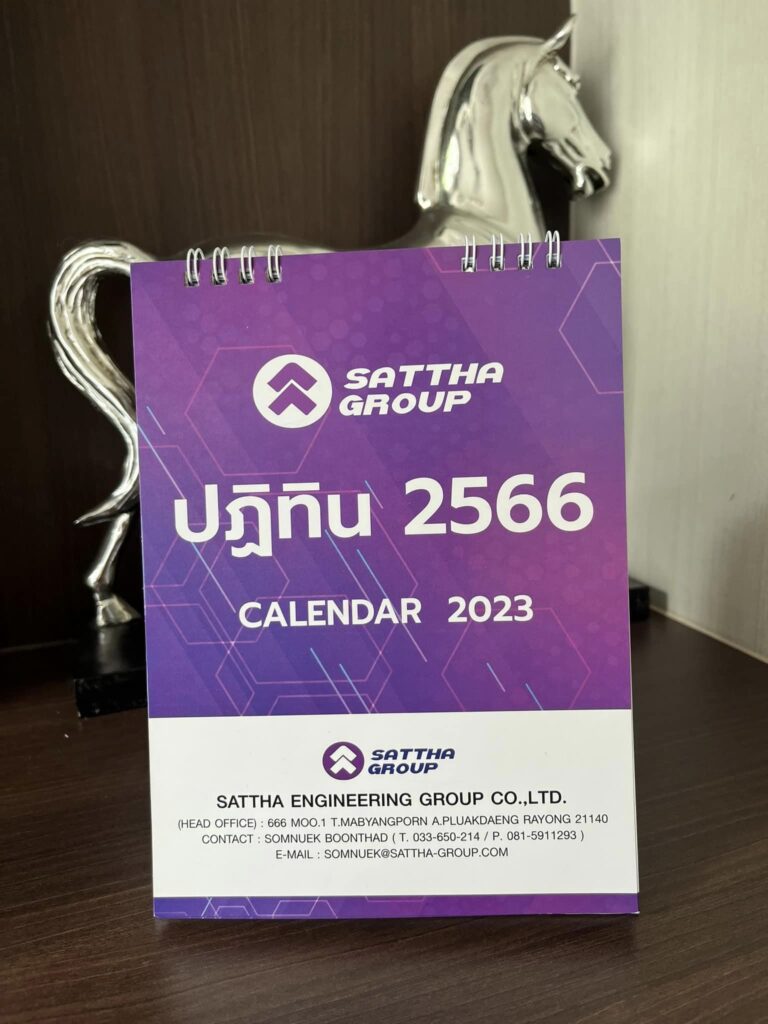 SATTHA
GROUP
ปฏิทิน 2566
CALENDAR 2023
SATTHA
GROUP
SATTHA ENGINEERING GROUP CO.,LTD.
(HEAD OFFICE) : 666 MOO.1 T.MABYANGPORN A.PLUAKDAENG RAYONG 21140
CONTACT : SOMNUEK BOONTHAD ( T. 033-650-214 / P. 081-5911293 )
E-MAIL : SOMNUEK@SATTHA-GROUP.COM